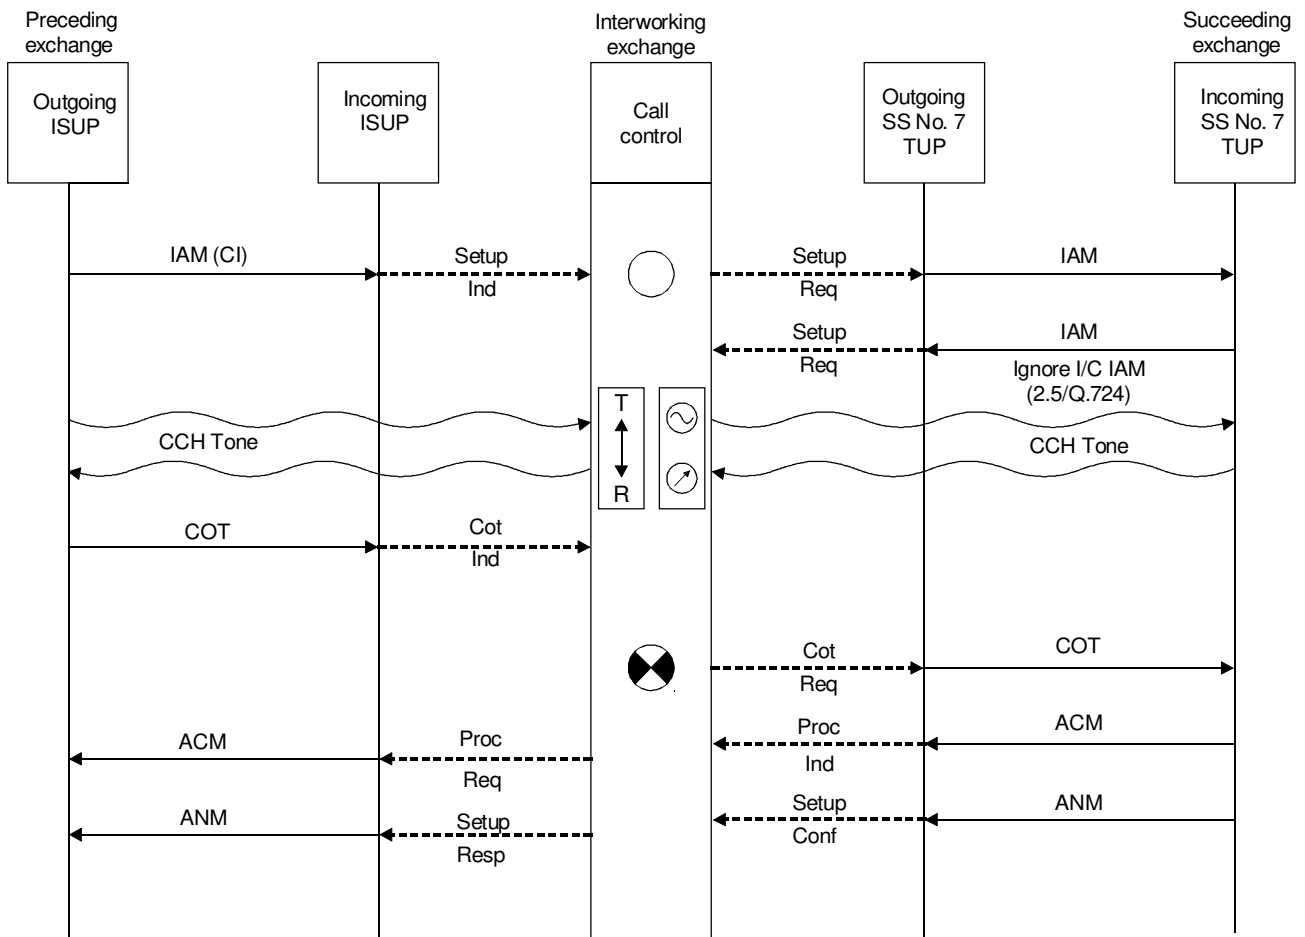 Preceding
exchange
Interworking
exchange
Succeeding
exchange
Outgoing
ISUP
Incoming
ISUP
Call
control
Outgoing
SS No. 7
TUP
Incoming
SS No. 7
TUP
IAM (CI)
Setup
Ind
Setup
Req
IAM
Setup
Req
IAM
Ignore I/C IAM
(2.5/Q.724)
T
R
CCH Tone
CCH Tone
COT
Cot
Ind
Cot
Req
COT
ACM
Proc
Req
Proc
Ind
ACM
ANM
Setup
Resp
Setup
Conf
ANM